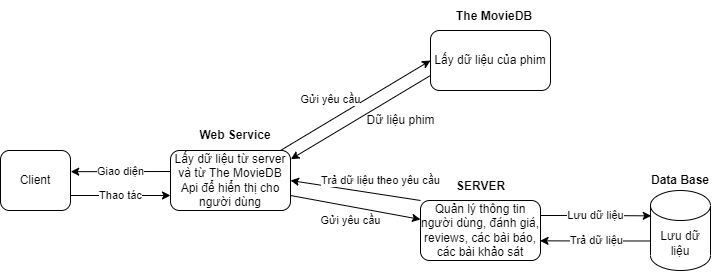 The MovieDB
Lấy dữ liệu của phim
Gửi yêu cầu
Dữ liệu phim
Web Service
Lấy dữ liệu từ server
và từ The MovieDB
Api để hiển thị cho
người dùng
Client
Giao diện
Thao tác
Trả dữ liệu theo yêu cầu
Gửi yêu cầu
SERVER
Quản lý thông tin
người dùng, đánh giá,
reviews, các bài báo,
các bài khảo sát
Lưu dữ liệu
Trả dữ liệu
Data Base
Lưu dữ
liệu